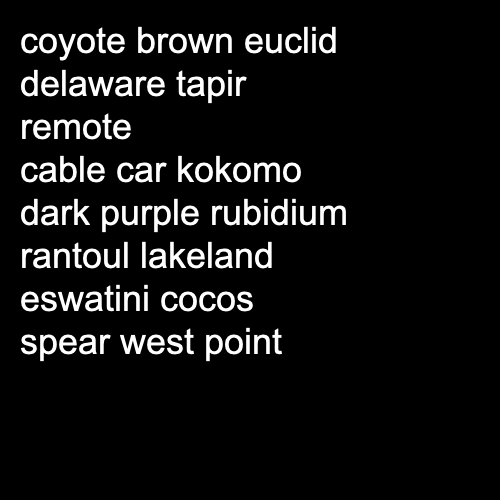 coyote brown euclid
delaware tapir
remote
cable car kokomo
dark purple rubidium
rantoul lakeland
eswatini cocos
spear west point